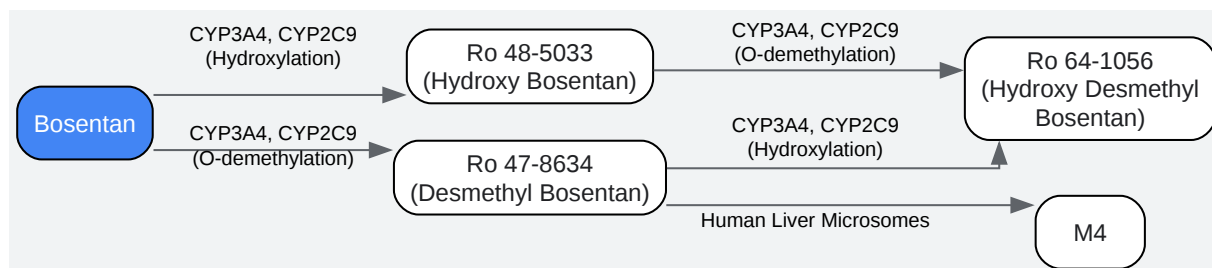 CYP3A4, CYP2C9
(Hydroxylation)
Ro 48-5033
(Hydroxy Bosentan)
CYP3A4, CYP2C9
(O-demethylation)
Ro 64-1056
(Hydroxy Desmethyl
Bosentan)
Bosentan
CYP3A4, CYP2C9
(O-demethylation)
Ro 47-8634
(Desmethyl Bosentan)
CYP3A4, CYP2C9
(Hydroxylation)
Human Liver Microsomes
M4